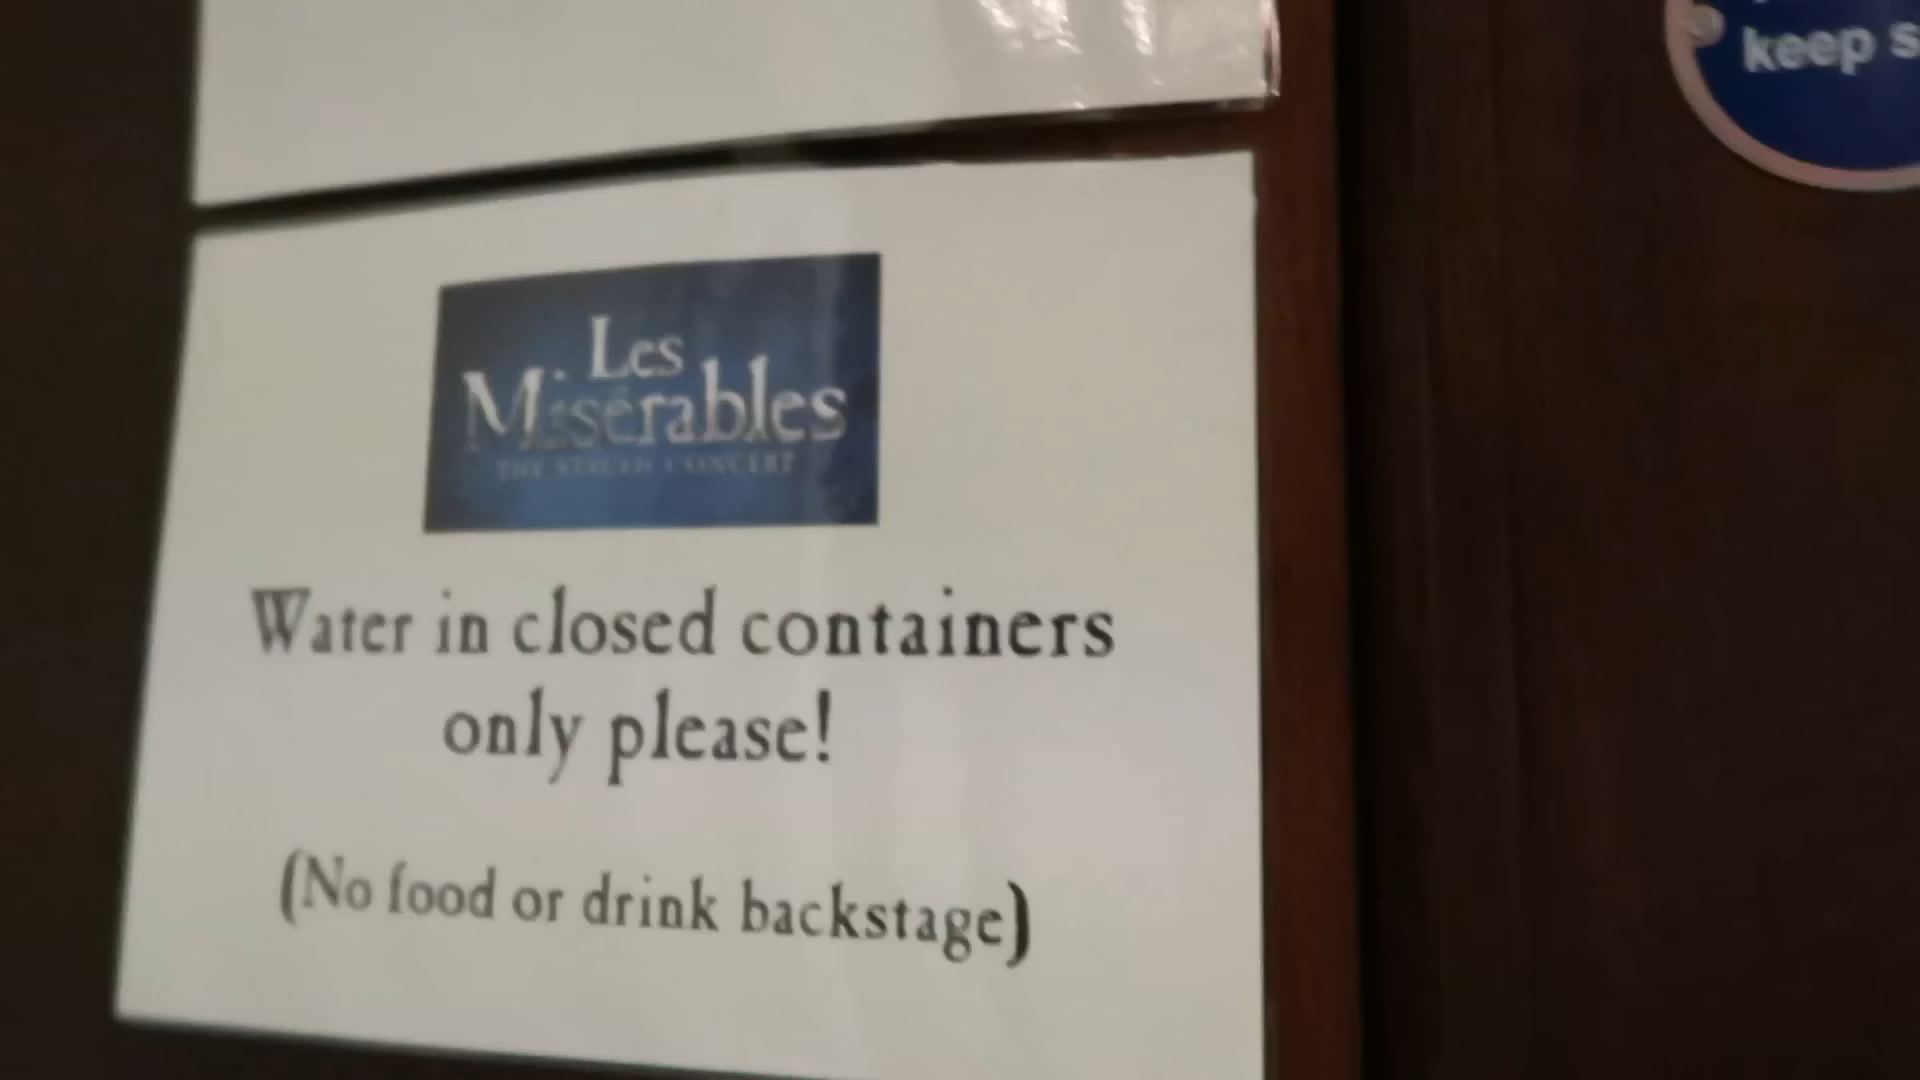 keep
Les
Misérables
THE STAGED CONCERT
Water in closed containers
only please!
(No food or drink backstage)